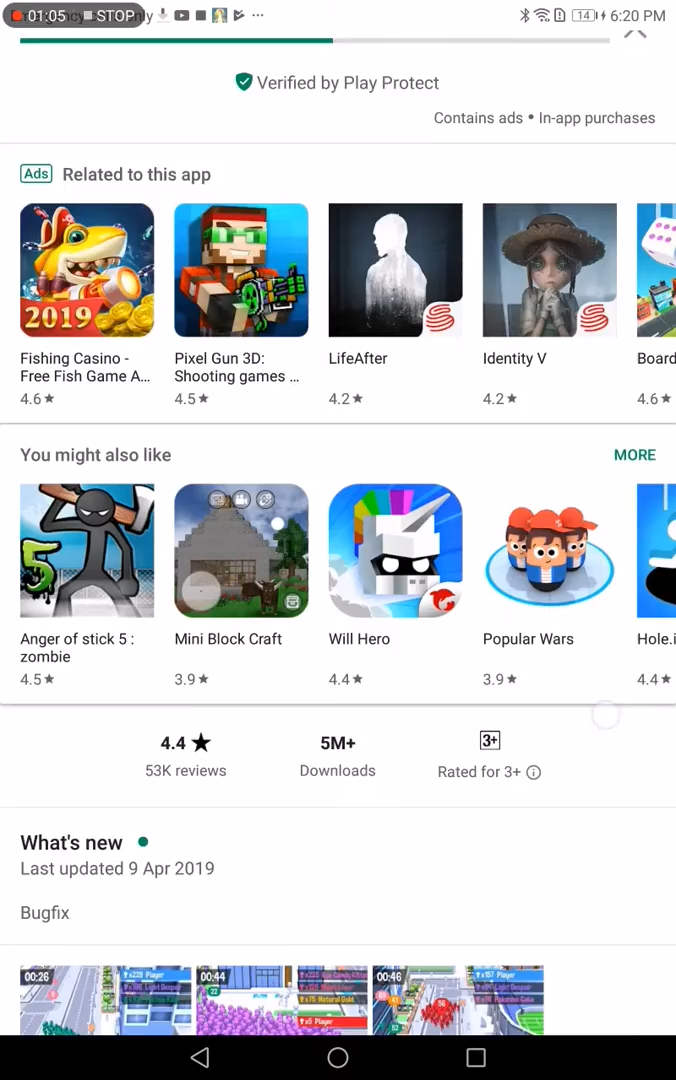 01:05 STOP only 14 6:20 PM
Verified by Play Protect
Contains ads • In-app purchases
Ads Related to this app
2019
Fishing Casino - Free Fish Game A...
4.6★
Pixel Gun 3D: Shooting games ...
4.5★
LifeAfter
4.2★
Identity V
4.2★
Board
4.6★
You might also like MORE
5
Anger of stick 5 : zombie
4.5★
Mini Block Craft
3.9★
Will Hero
4.4★
Popular Wars
3.9★
Hole.i
4.4★
4.4 ★ 5M+ 3+
53K reviews Downloads Rated for 3+
What's new
Last updated 9 Apr 2019
Bugfix
00:26 00:44 00:46